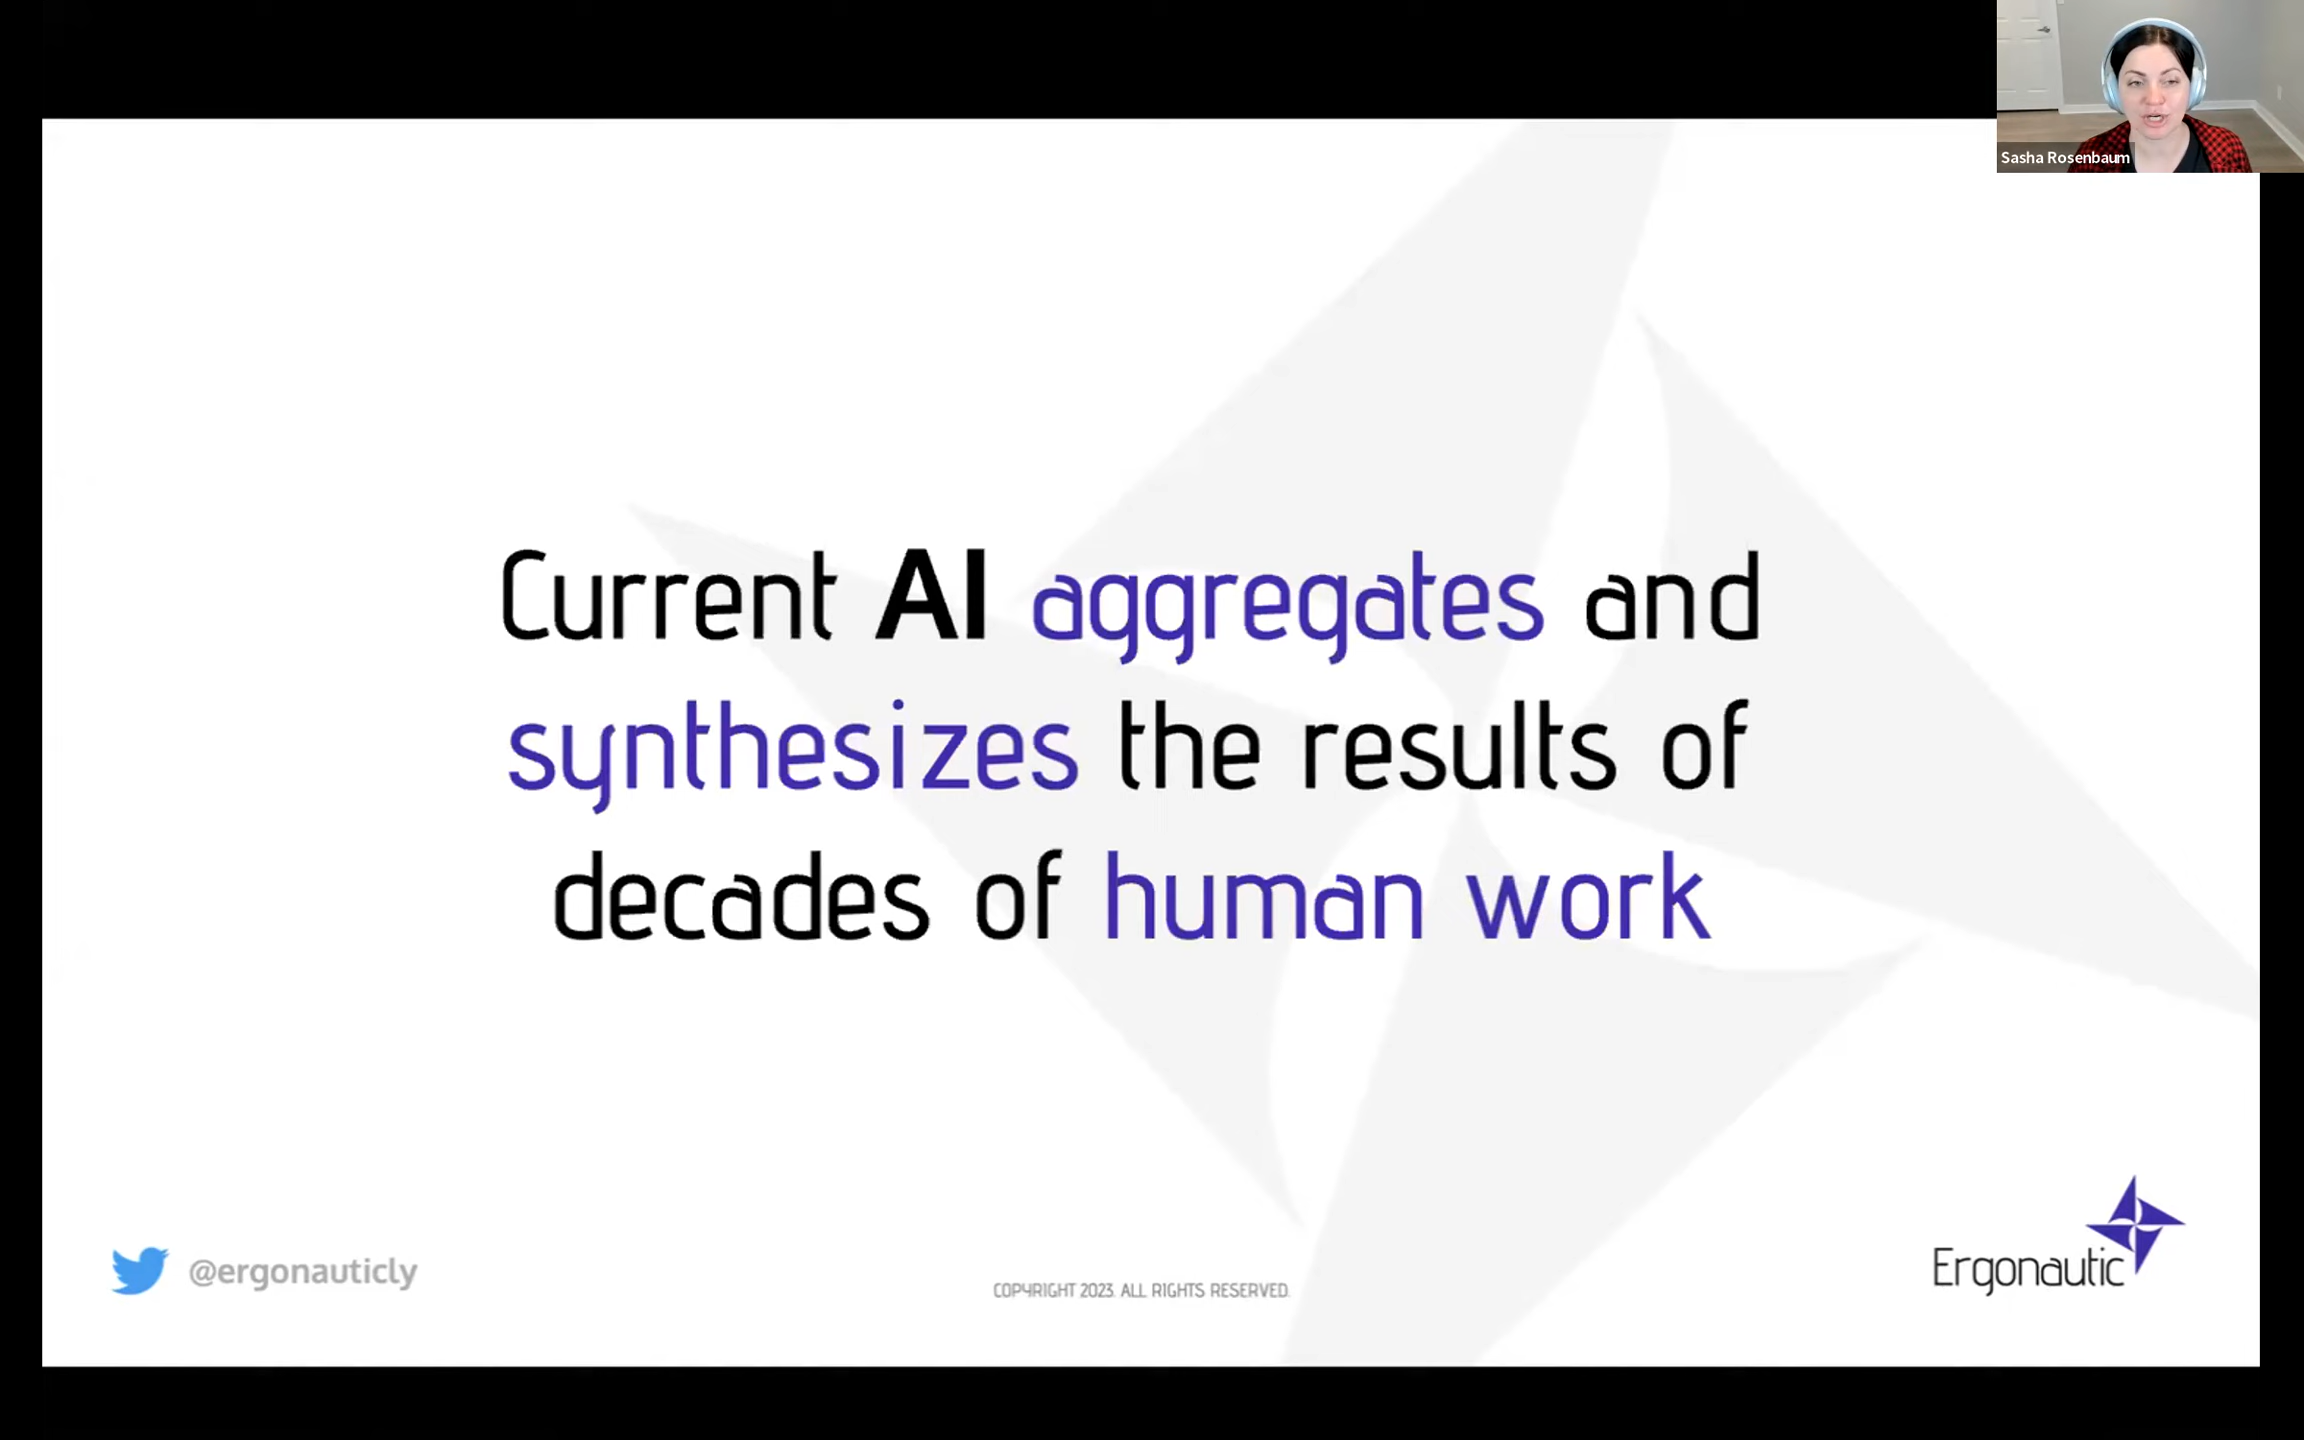 Sasha Rosenbaum
Current AI aggregates and
synthesizes the results of
decades of human work
@ergonauticly
COPYRIGHT 2023. ALL RIGHTS RESERVED.
Ergonautic